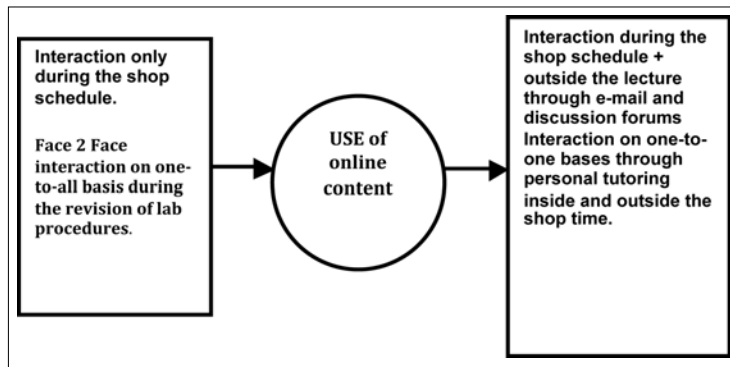 Interaction only
during the shop
schedule.
Face 2 Face
interaction on one-
to-all basis during
the revision of lab
procedures.
USE of
online
content
Interaction during the
shop schedule +
outside the lecture
through e-mail and
discussion forums
Interaction on one-to-
one bases through
personal tutoring
inside and outside the
shop time.